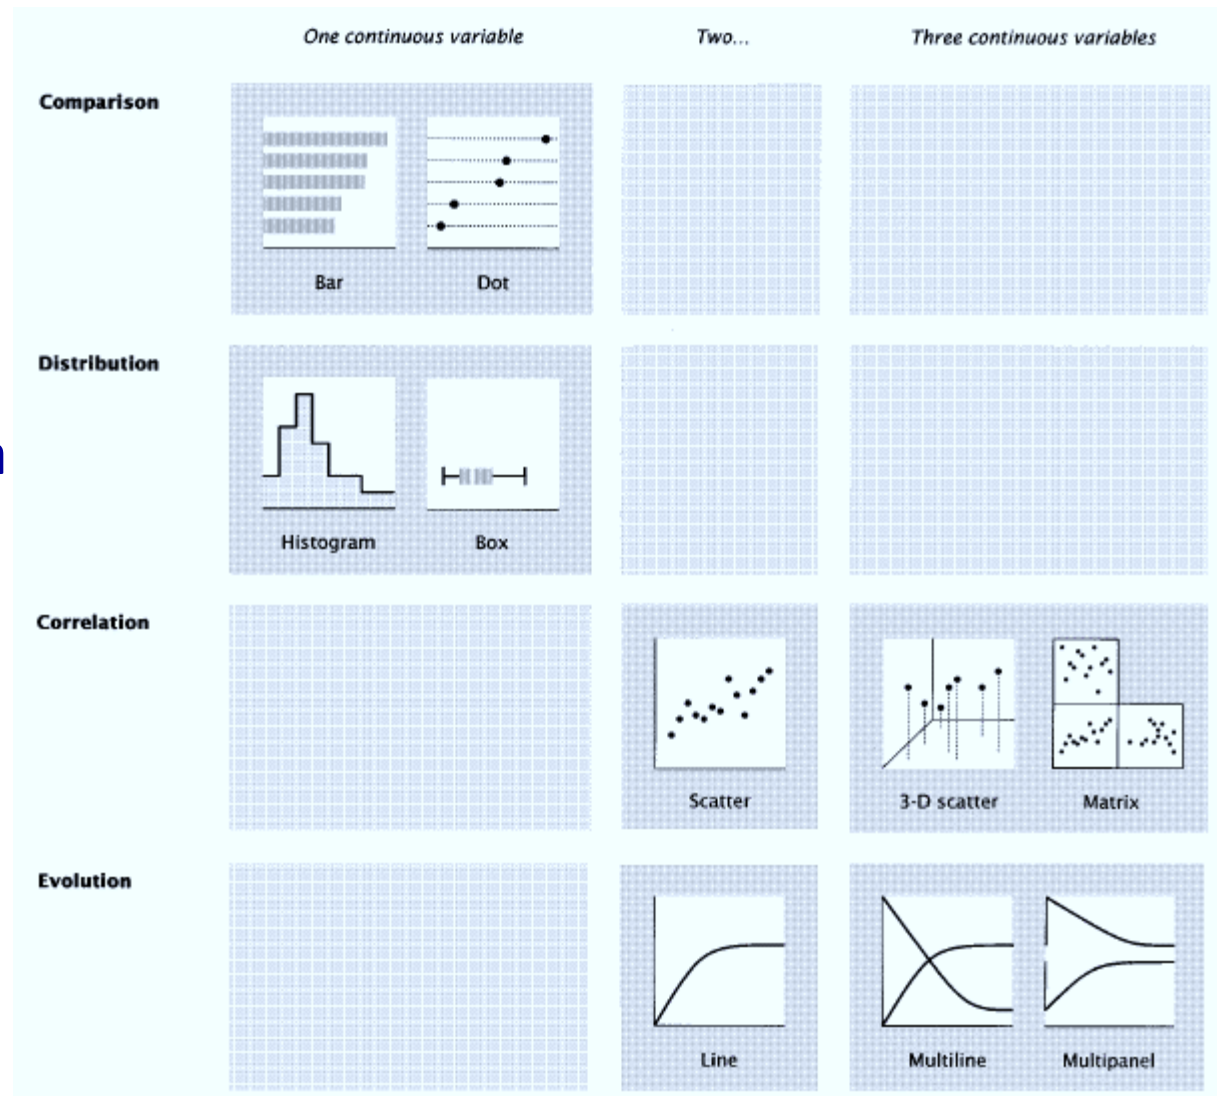 One continuous variable Two... Three continuous variables
Comparison
Bar Dot
Distribution
Histogram Box
Correlation
Scatter 3-D scatter Matrix
Evolution
Line Multiline Multipanel